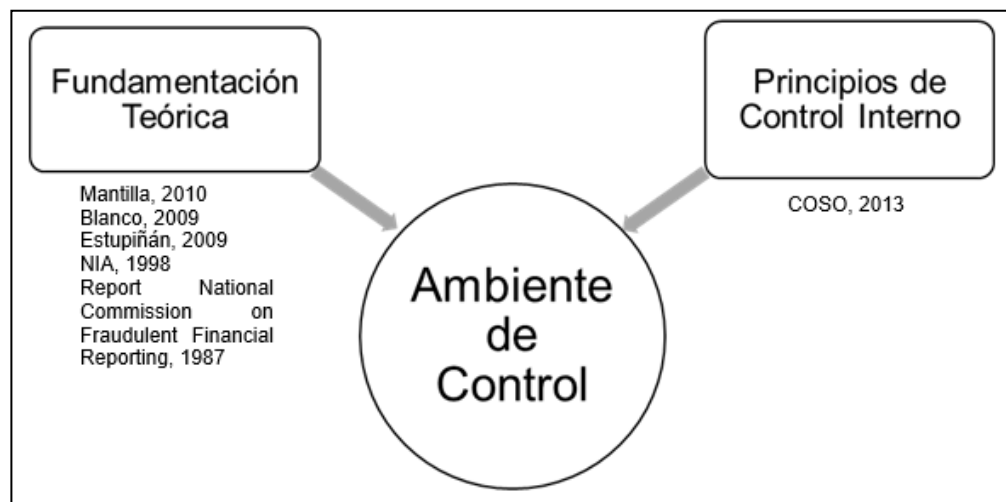 Fundamentación
Teórica
Mantilla, 2010
Blanco, 2009
Estupiñán, 2009
NIA, 1998
Report National
Commission on
Fraudulent Financial
Reporting, 1987
Principios de
Control Interno
COSO, 2013
Ambiente
de
Control